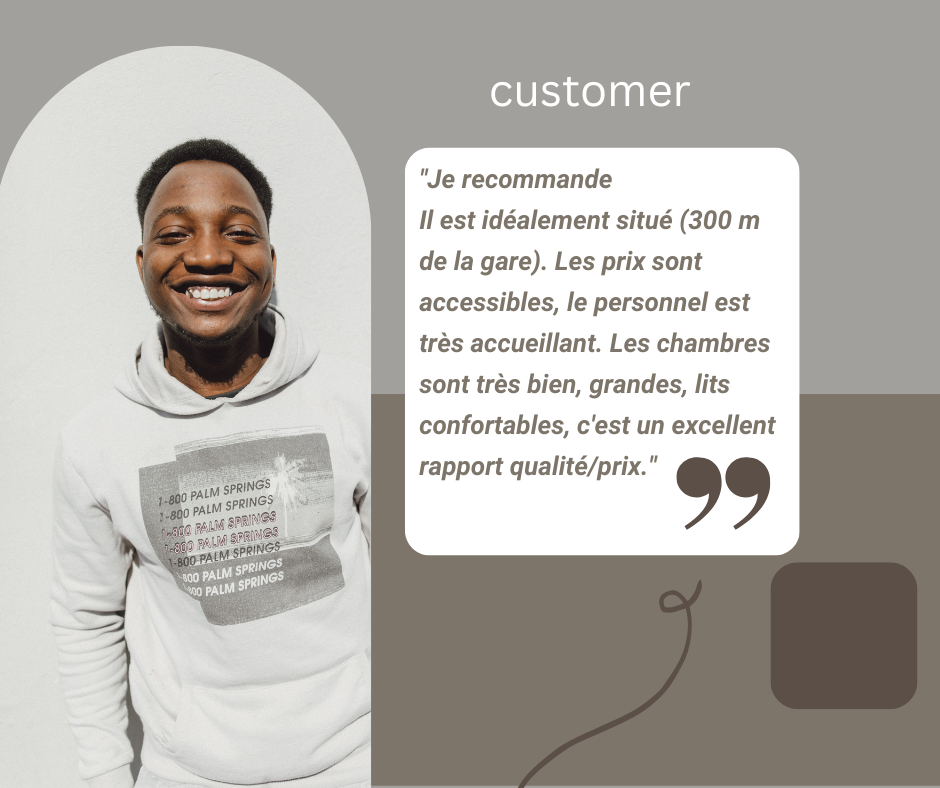 customer
"Je recommande
Il est idéalement situé (300 m
de la gare). Les prix sont
accessibles, le personnel est
très accueillant. Les chambres
sont très bien, grandes, lits
confortables, c'est un excellent
rapport qualité/prix."
1-800 PALM SPRINGS
1-800 PALM SPRINGS
1-800 PALM SPRINGS
1-800 PALM SPRINGS
1-800 PALM SPRINGS
800 PALM SPRINGS
800 PALM SPRINGS